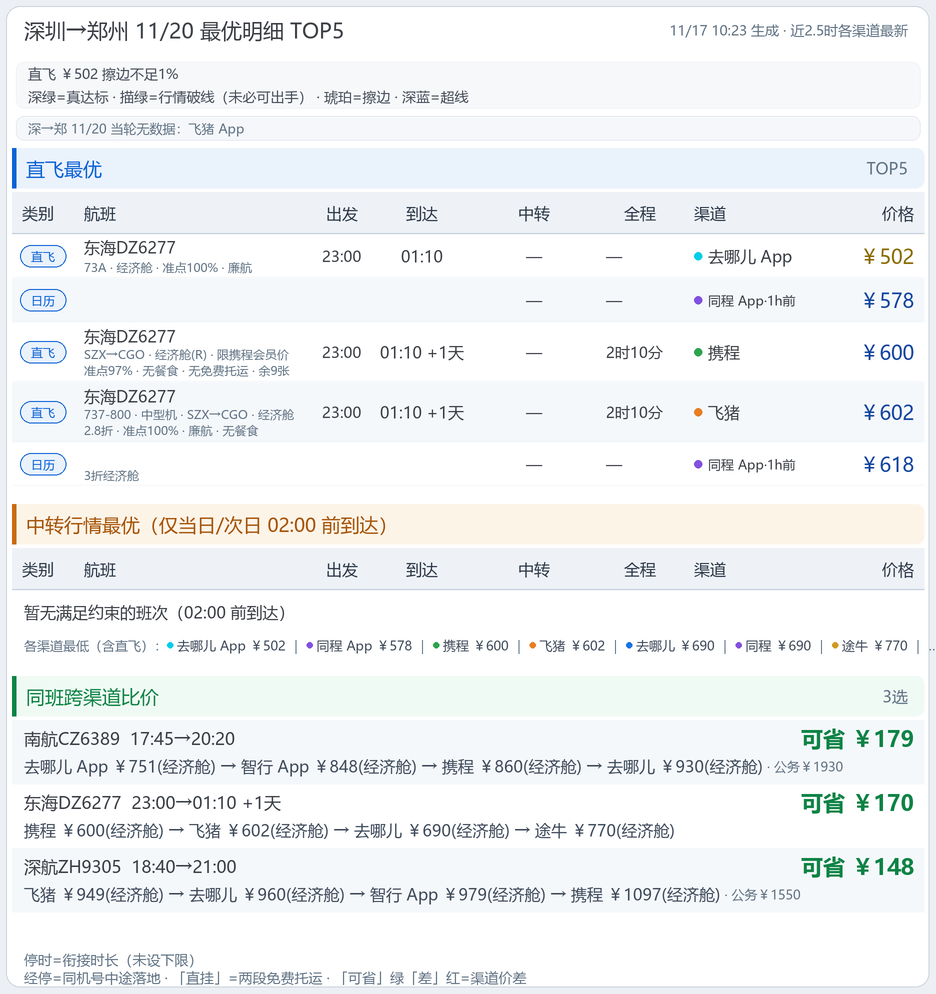 深圳→郑州 11/20 最优明细 TOP5
11/17 10:23 生成 · 近2.5时各渠道最新
直飞 ¥502 擦边不足1%
深绿=真达标 · 描绿=行情破线（未必可出手） · 琥珀=擦边 · 深蓝=超线
深→郑 11/20 当轮无数据：飞猪 App
直飞最优 TOP5
类别 航班 出发 到达 中转 全程 渠道 价格
东海DZ6277
直飞 23:00 01:10 — — 去哪儿 App ¥502
73A · 经济舱 · 准点100% · 廉航
日历 — — 同程 App·1h前 ¥578
东海DZ6277
直飞 SZX→CGO · 经济舱(R) · 限携程会员价 23:00 01:10 +1天 — 2时10分 携程 ¥600
准点97% · 无餐食 · 无免费托运 · 余9张
东海DZ6277
直飞 737-800 · 中型机 · SZX→CGO · 经济舱 23:00 01:10 +1天 — 2时10分 飞猪 ¥602
2.8折 · 准点100% · 廉航 · 无餐食
日历 — — 同程 App·1h前 ¥618
3折经济舱
中转行情最优（仅当日/次日 02:00 前到达）
类别 航班 出发 到达 中转 全程 渠道 价格
暂无满足约束的班次（02:00 前到达）
各渠道最低（含直飞）: 去哪儿 App ¥502 | 同程 App ¥578 | 携程 ¥600 | 飞猪 ¥602 | 去哪儿 ¥690 | 同程 ¥690 | 途牛 ¥770 | …
同班跨渠道比价 3选
南航CZ6389 17:45→20:20 可省 ¥179
去哪儿 App ¥751(经济舱) → 智行 App ¥848(经济舱) → 携程 ¥860(经济舱) → 去哪儿 ¥930(经济舱) · 公务¥1930
东海DZ6277 23:00→01:10 +1天 可省 ¥170
携程 ¥600(经济舱) → 飞猪 ¥602(经济舱) → 去哪儿 ¥690(经济舱) → 途牛 ¥770(经济舱)
深航ZH9305 18:40→21:00 可省 ¥148
飞猪 ¥949(经济舱) → 去哪儿 ¥960(经济舱) → 智行 App ¥979(经济舱) → 携程 ¥1097(经济舱) · 公务¥1550
停时=衔接时长（未设下限）
经停=同机号中途落地 · 「直挂」=两段免费托运 · 「可省」绿「差」红=渠道价差